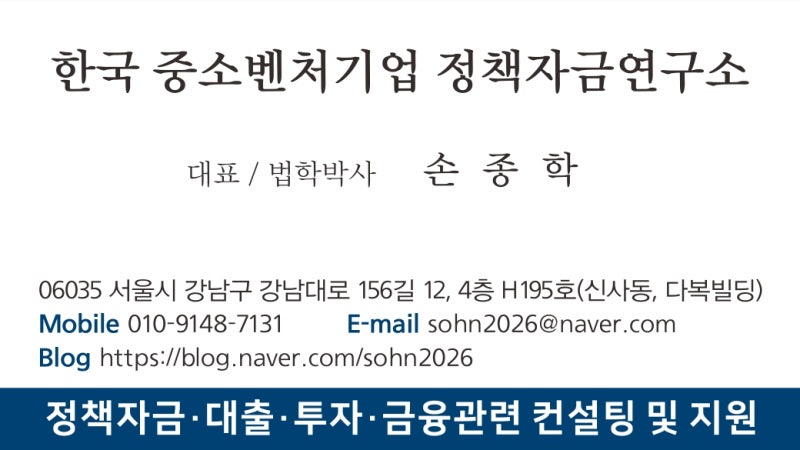 한국 중소벤처기업 정책자금연구소
대표 / 법학박사 손 종 학
06035 서울시 강남구 강남대로 156길 12, 4층 H195호(신사동, 다복빌딩)
Mobile 010-9148-7131 E-mail sohn2026@naver.com
Blog https://blog.naver.com/sohn2026
정책자금·대출·투자·금융관련 컨설팅 및 지원